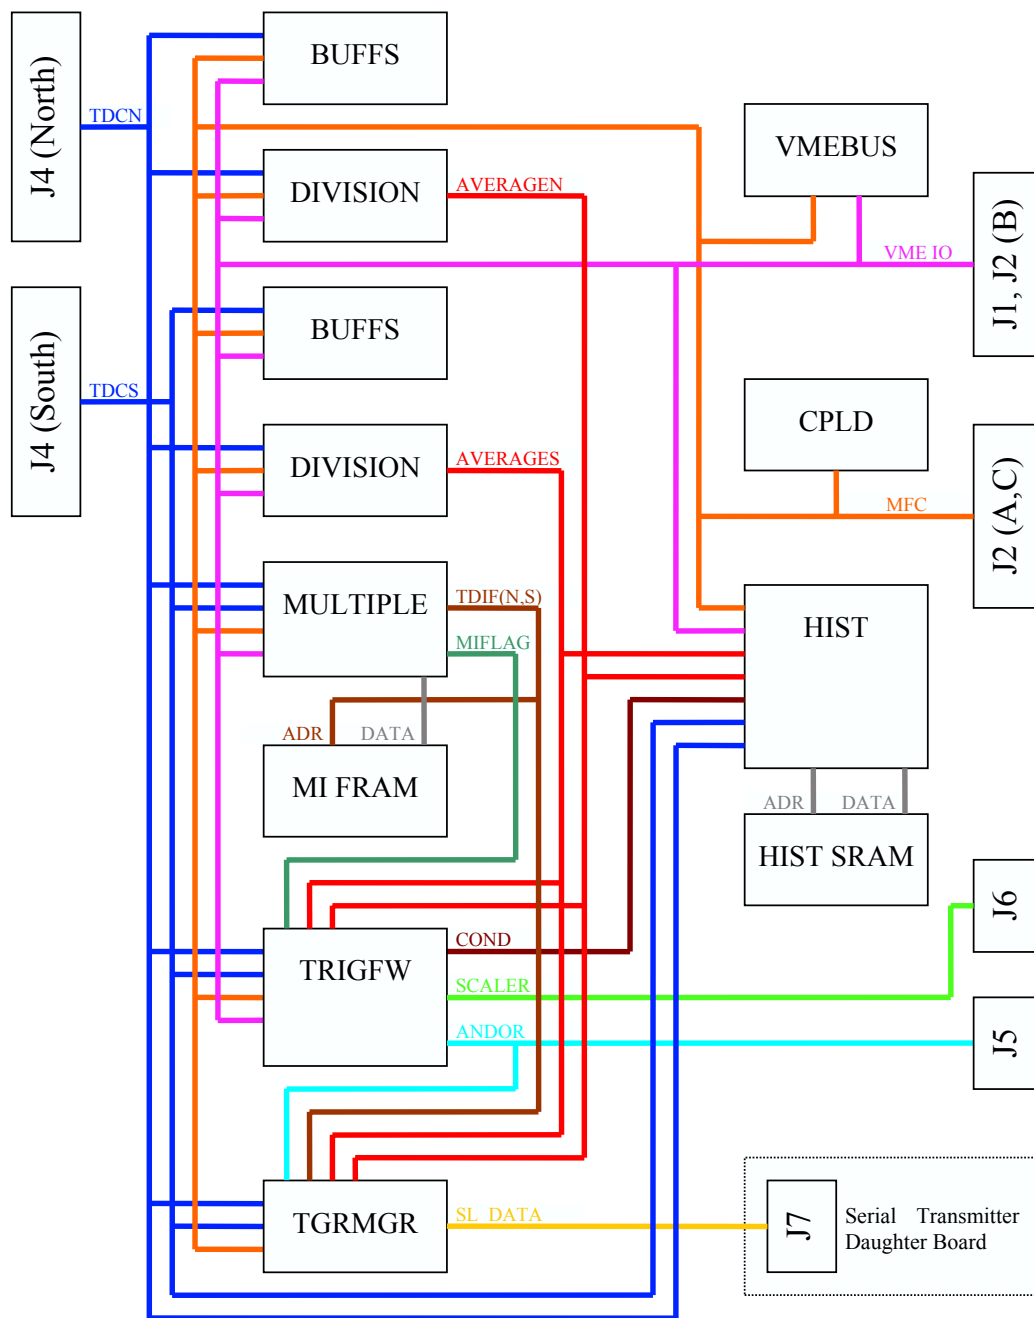 J4 (North)
BUFFS
TDCN
VMEBUS
DIVISION
AVERAGEN
J1, J2 (B)
VME IO
J4 (South)
BUFFS
TDCS
CPLD
DIVISION
AVERAGES
J2 (A,C)
MFC
MULTIPLE
TDIF(N,S)
MIFLAG
HIST
ADR
DATA
MI FRAM
ADR
DATA
HIST SRAM
J6
COND
TRIGFW
SCALER
ANDOR
J5
TGRMGR
SL_DATA
J7
Serial Transmitter
Daughter Board